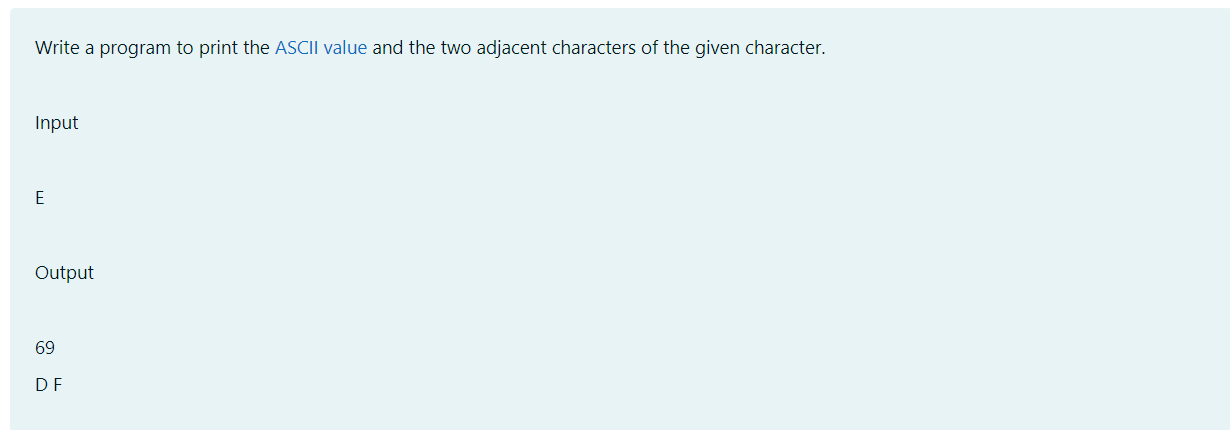 Write a program to print the ASCII value and the two adjacent characters of the given character.
Input
E
Output
69
D F